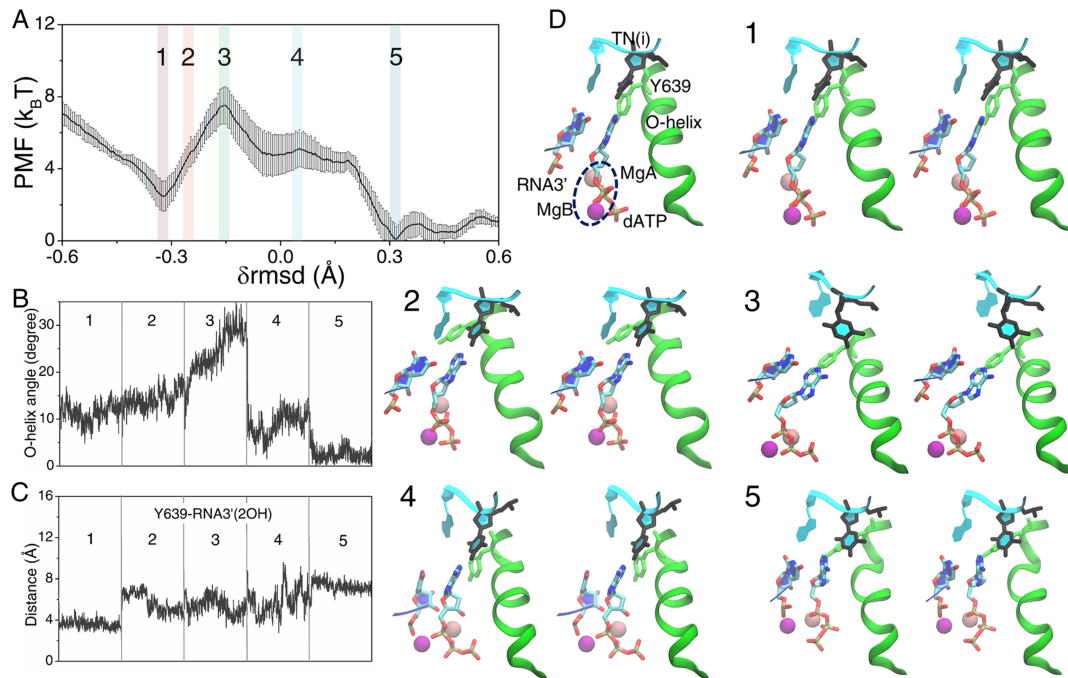 A
12
8
4
0
PMF (kBT)
1
2
3
4
5
-0.6
-0.3
0.0
0.3
0.6
δrmsd (Å)
B
O-helix angle (degree)
30
20
10
0
1
2
3
4
5
C
Distance (Å)
16
12
8
4
0
Y639-RNA3'(2OH)
1
2
3
4
5
D
TN(i)
Y639
O-helix
RNA3'
MgA
MgB
dATP
1
2
3
4
5